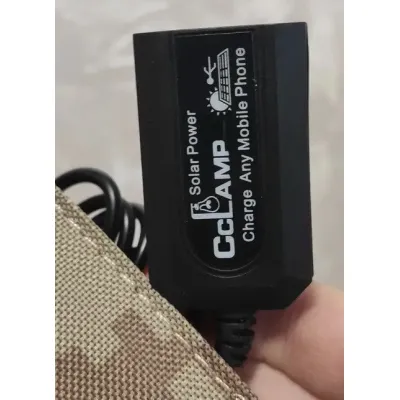 Solar Power
CcLAMP
Charge Any Mobile Phone